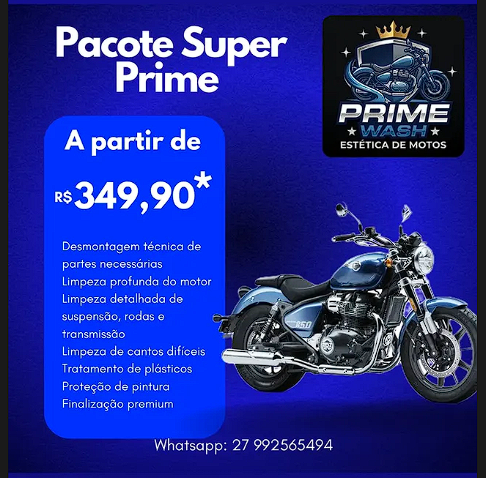 Pacote Super
Prime
PRIME
WASH
ESTÉTICA DE MOTOS
A partir de
R$349,90*
Desmontagem técnica de
partes necessárias
Limpeza profunda do motor
Limpeza detalhada de
suspensão, rodas e
transmissão
Limpeza de cantos difíceis
Tratamento de plásticos
Proteção de pintura
Finalização premium
Whatsapp: 27 992565494